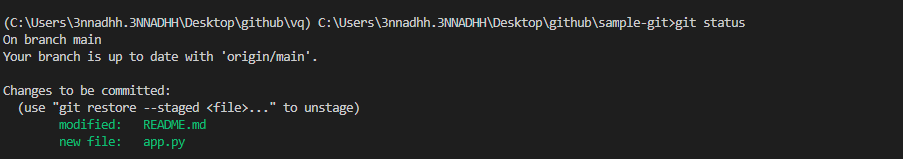 (C:\Users\3nnadhh.3NNADHH\Desktop\github\vq) C:\Users\3nnadhh.3NNADHH\Desktop\github\sample-git>git status
On branch main
Your branch is up to date with 'origin/main'.
Changes to be committed:
(use "git restore --staged <file>..." to unstage)
modified: README.md
new file: app.py